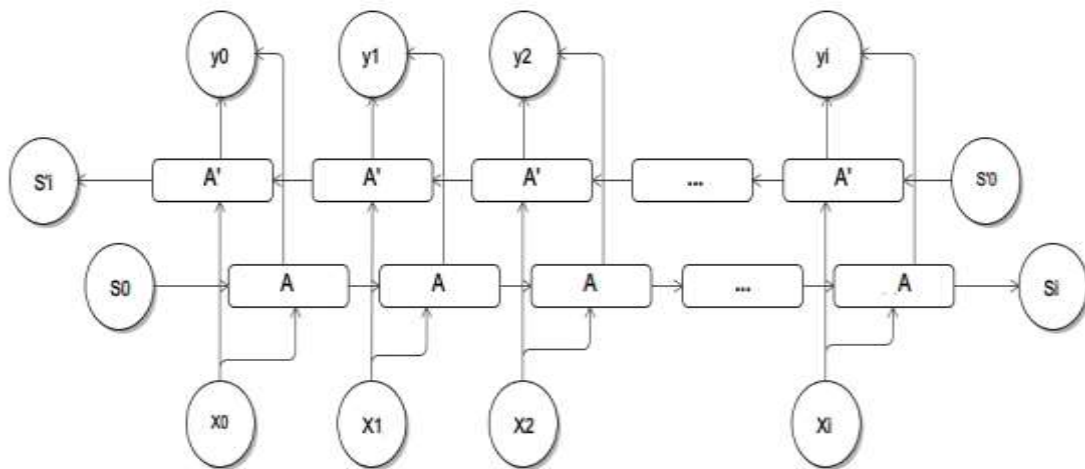 y0 y1 y2 yi
S'i A' A' A' ... A' S'0
S0 A A A ... A Si
X0 X1 X2 Xi